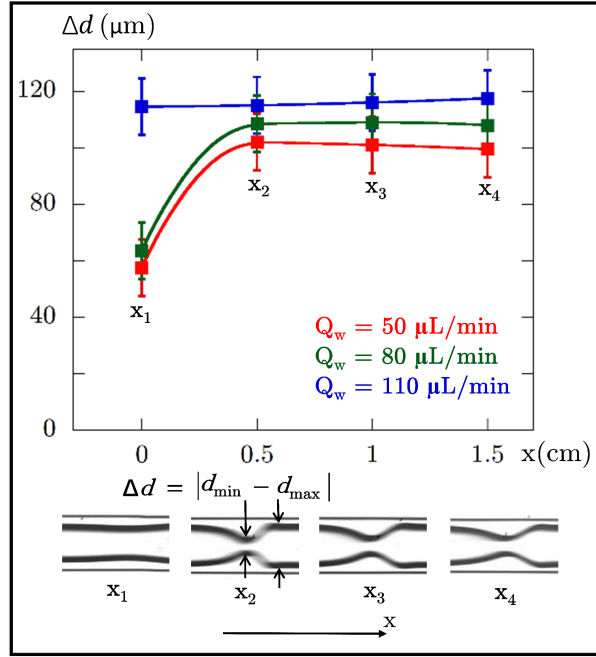 Δd (µm)
120
80
40
0
x₁
x₂
x₃
x₄
Q_w = 50 µL/min
Q_w = 80 µL/min
Q_w = 110 µL/min
0 0.5 1 1.5 x(cm)
Δd = |d_min − d_max|
x₁ x₂ x₃ x₄
x